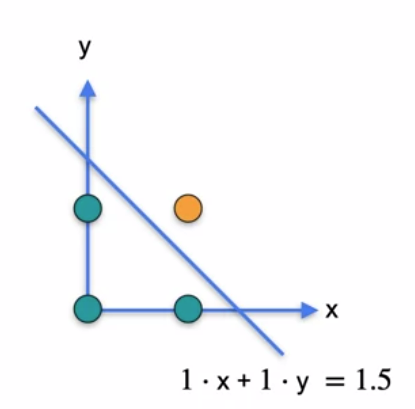 y
x
1 · x + 1 · y = 1.5